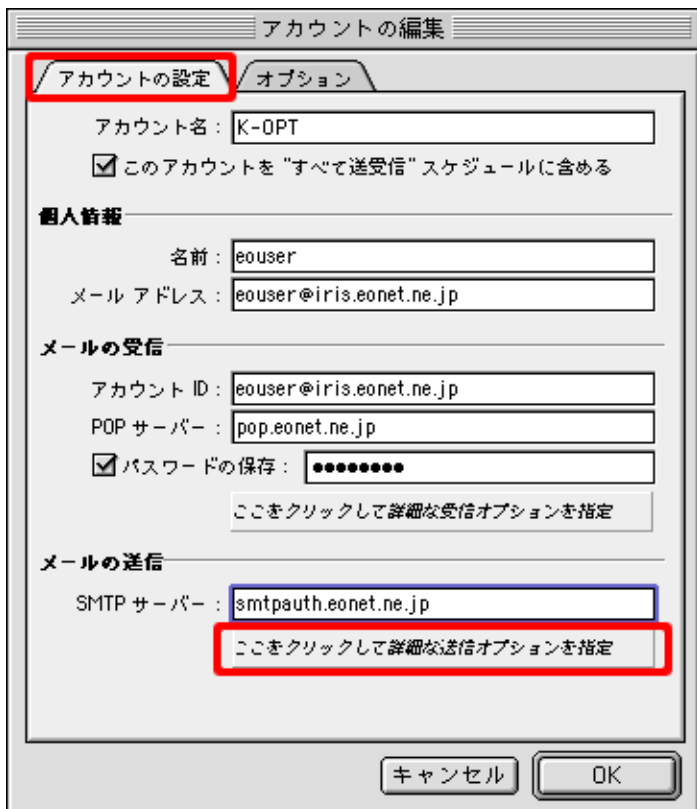 アカウントの編集
アカウントの設定 オプション
アカウント名： K-OPT
このアカウントを "すべて送受信" スケジュールに含める
個人情報
名前： eouser
メール アドレス： eouser@iris.eonet.ne.jp
メールの受信
アカウント ID： eouser@iris.eonet.ne.jp
POP サーバー： pop.eonet.ne.jp
パスワードの保存： ●●●●●●●●
ここをクリックして詳細な受信オプションを指定
メールの送信
SMTP サーバー： smtpauth.eonet.ne.jp
ここをクリックして詳細な送信オプションを指定
キャンセル OK